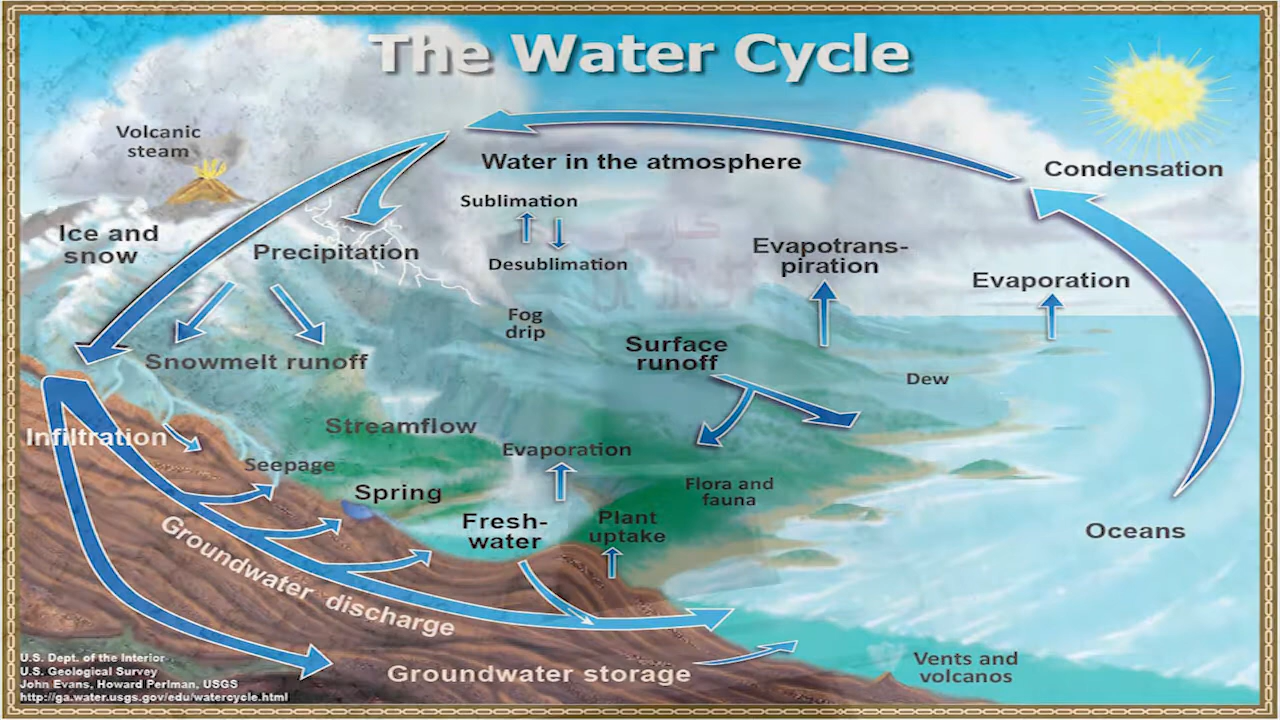 The Water Cycle
Volcanic
steam
Water in the atmosphere
Condensation
Sublimation
Desublimation
Ice and
snow
Precipitation
Evapotrans-
piration
Evaporation
Fog
drip
Snowmelt runoff
Surface
runoff
Dew
Infiltration
Streamflow
Seepage
Evaporation
Spring
Flora and
fauna
Fresh-
water
Plant
uptake
Oceans
Groundwater discharge
Groundwater storage
Vents and
volcanos
U.S. Dept. of the Interior
U.S. Geological Survey
John Evans, Howard Perlman, USGS
http://ga.water.usgs.gov/edu/watercycle.html